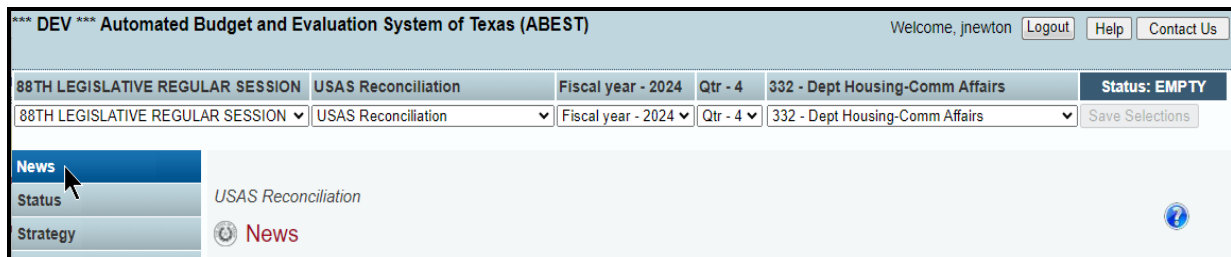 *** DEV *** Automated Budget and Evaluation System of Texas (ABEST) Welcome, jnewton Logout Help Contact Us
88TH LEGISLATIVE REGULAR SESSION USAS Reconciliation Fiscal year - 2024 Qtr - 4 332 - Dept Housing-Comm Affairs Status: EMPTY
88TH LEGISLATIVE REGULAR SESSION USAS Reconciliation Fiscal year - 2024 Qtr - 4 332 - Dept Housing-Comm Affairs Save Selections
News
Status
Strategy
USAS Reconciliation
News